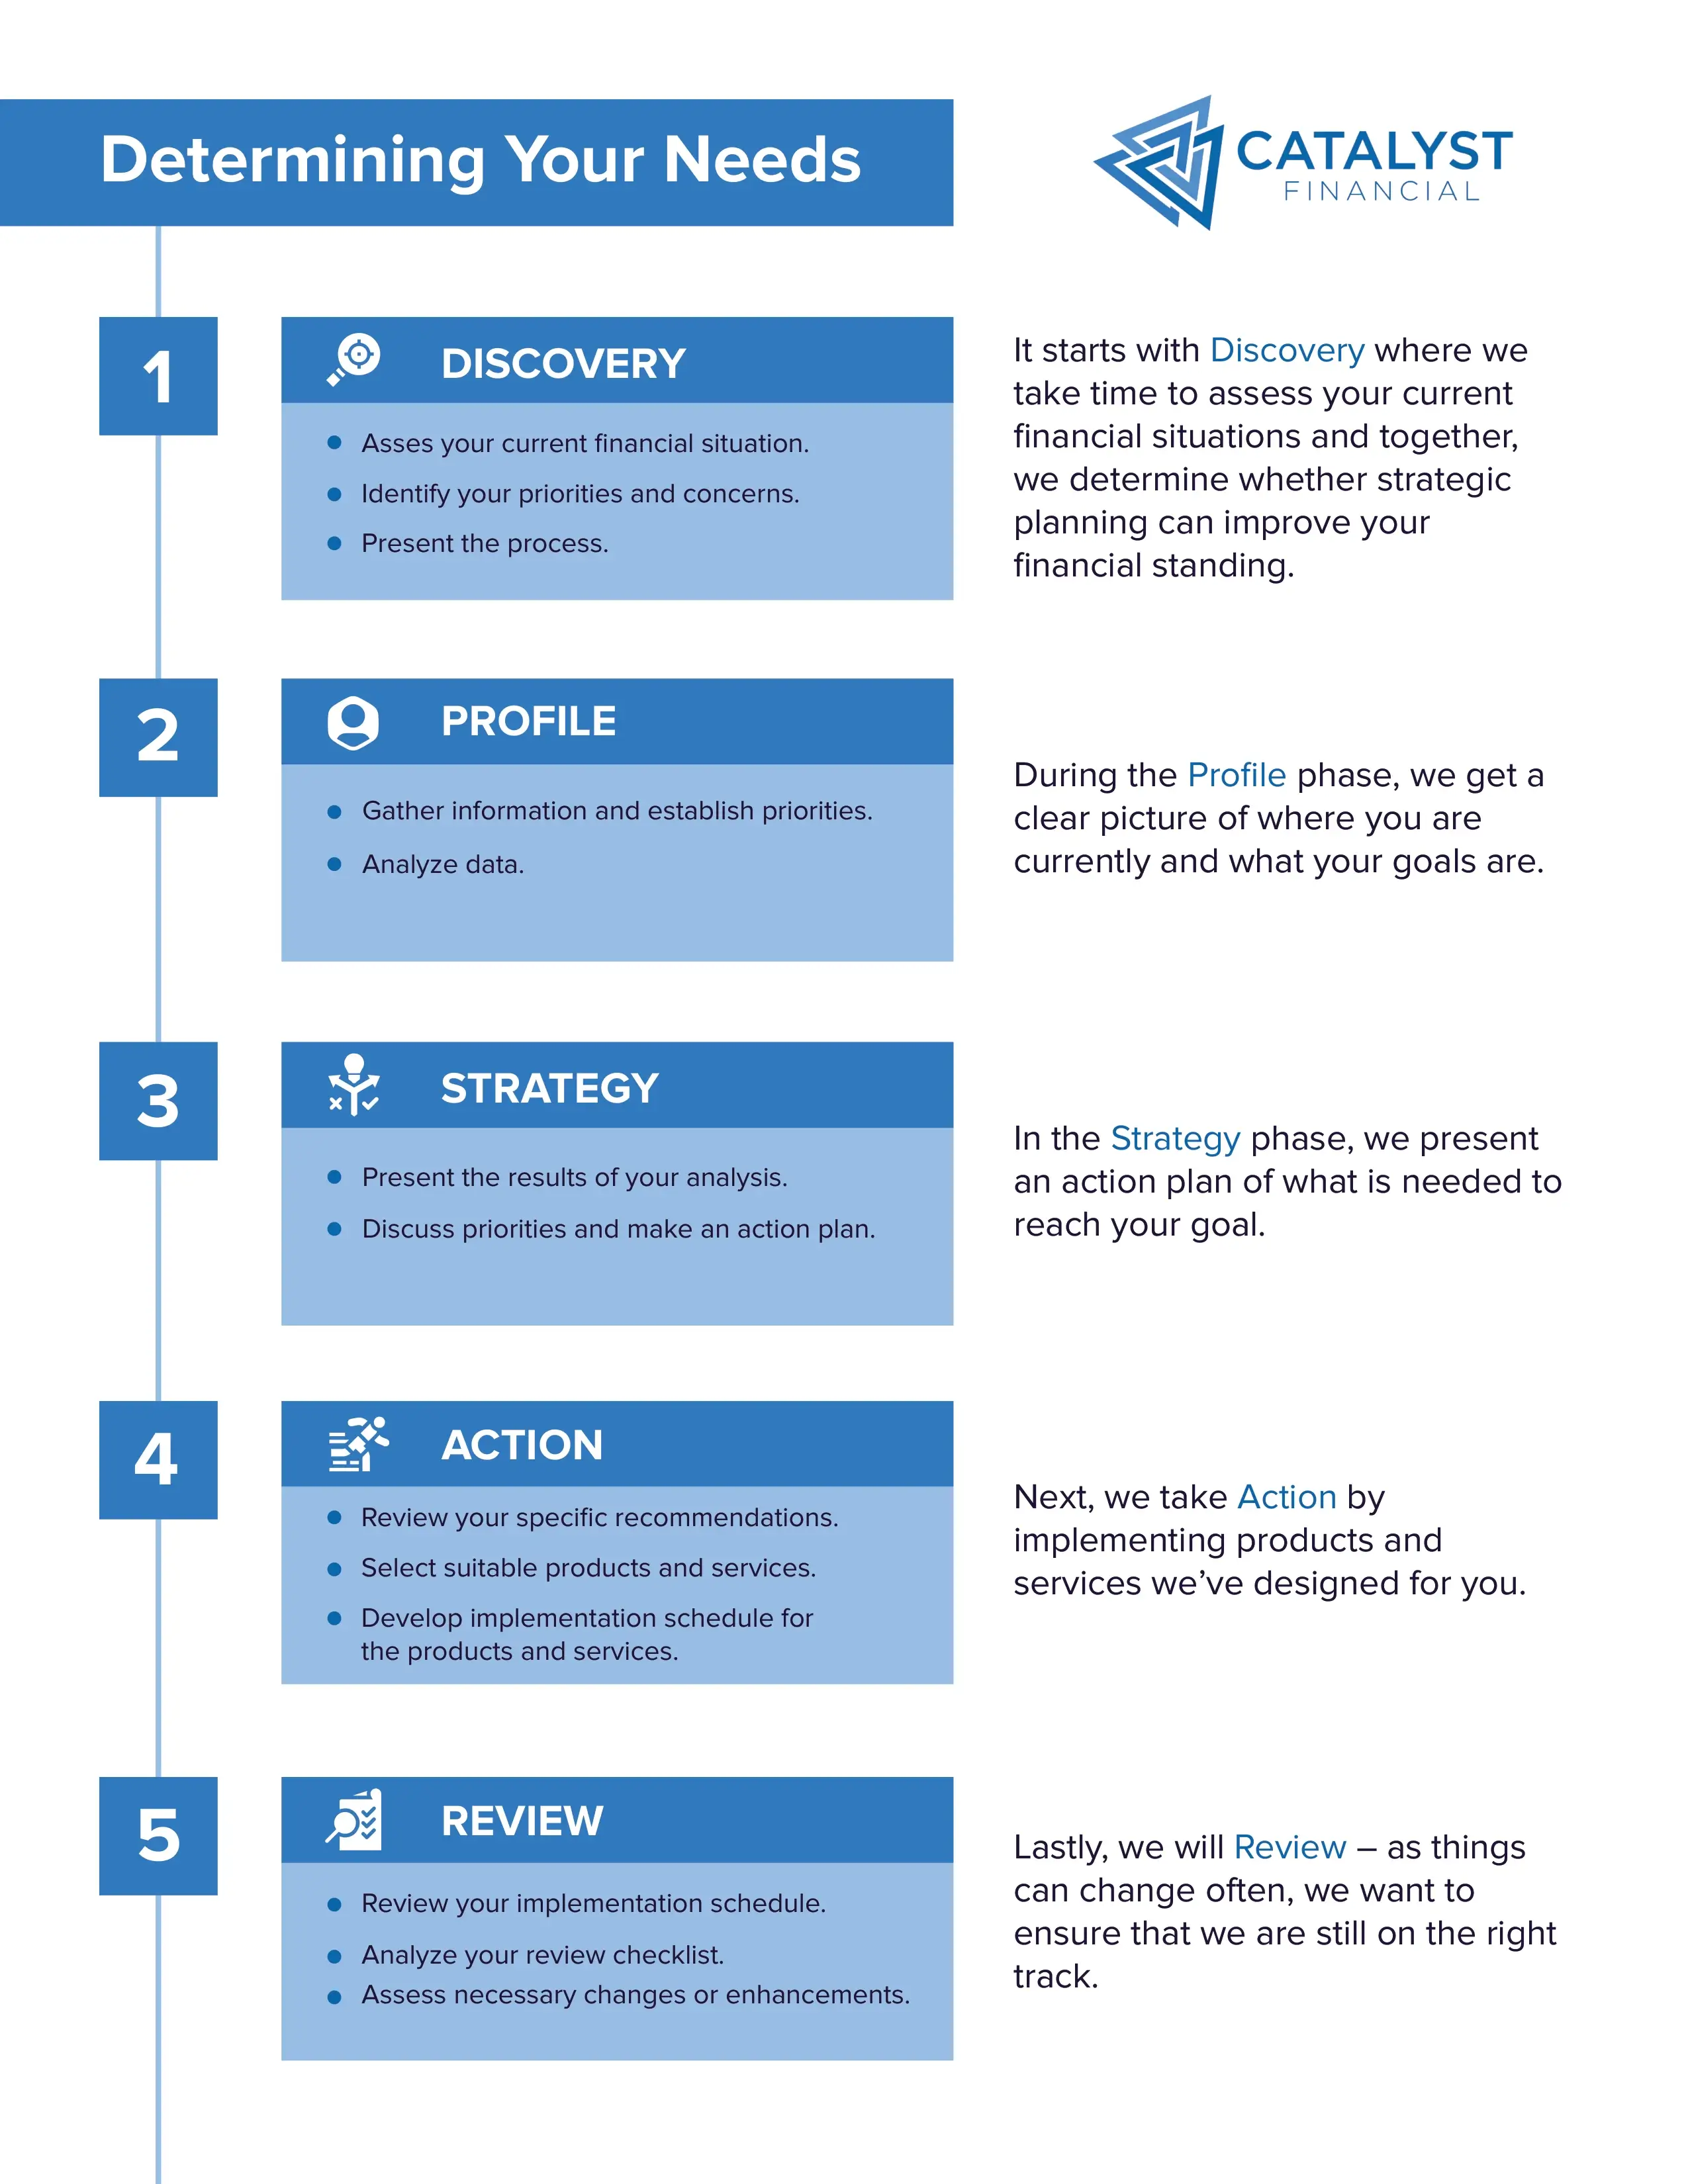 Determining Your Needs
CATALYST
FINANCIAL
1
DISCOVERY
Asses your current financial situation.
Identify your priorities and concerns.
Present the process.
It starts with Discovery where we
take time to assess your current
financial situations and together,
we determine whether strategic
planning can improve your
financial standing.
2
PROFILE
Gather information and establish priorities.
Analyze data.
During the Profile phase, we get a
clear picture of where you are
currently and what your goals are.
3
STRATEGY
Present the results of your analysis.
Discuss priorities and make an action plan.
In the Strategy phase, we present
an action plan of what is needed to
reach your goal.
4
ACTION
Review your specific recommendations.
Select suitable products and services.
Develop implementation schedule for
the products and services.
Next, we take Action by
implementing products and
services we’ve designed for you.
5
REVIEW
Review your implementation schedule.
Analyze your review checklist.
Assess necessary changes or enhancements.
Lastly, we will Review – as things
can change often, we want to
ensure that we are still on the right
track.